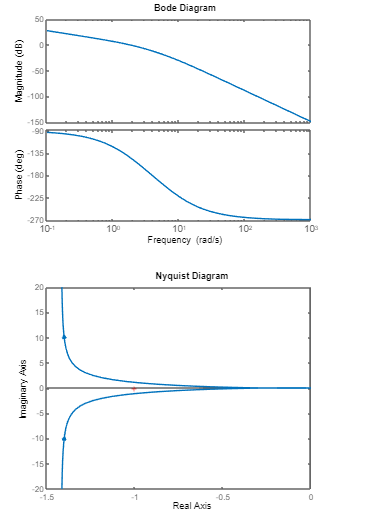 Bode Diagram
Magnitude (dB)
50
0
-50
-100
-150
Phase (deg)
-90
-135
-180
-225
-270
10-1 100 101 102 103
Frequency (rad/s)
Nyquist Diagram
Imaginary Axis
20
15
10
5
0
-5
-10
-15
-20
-1.5 -1 -0.5 0
Real Axis